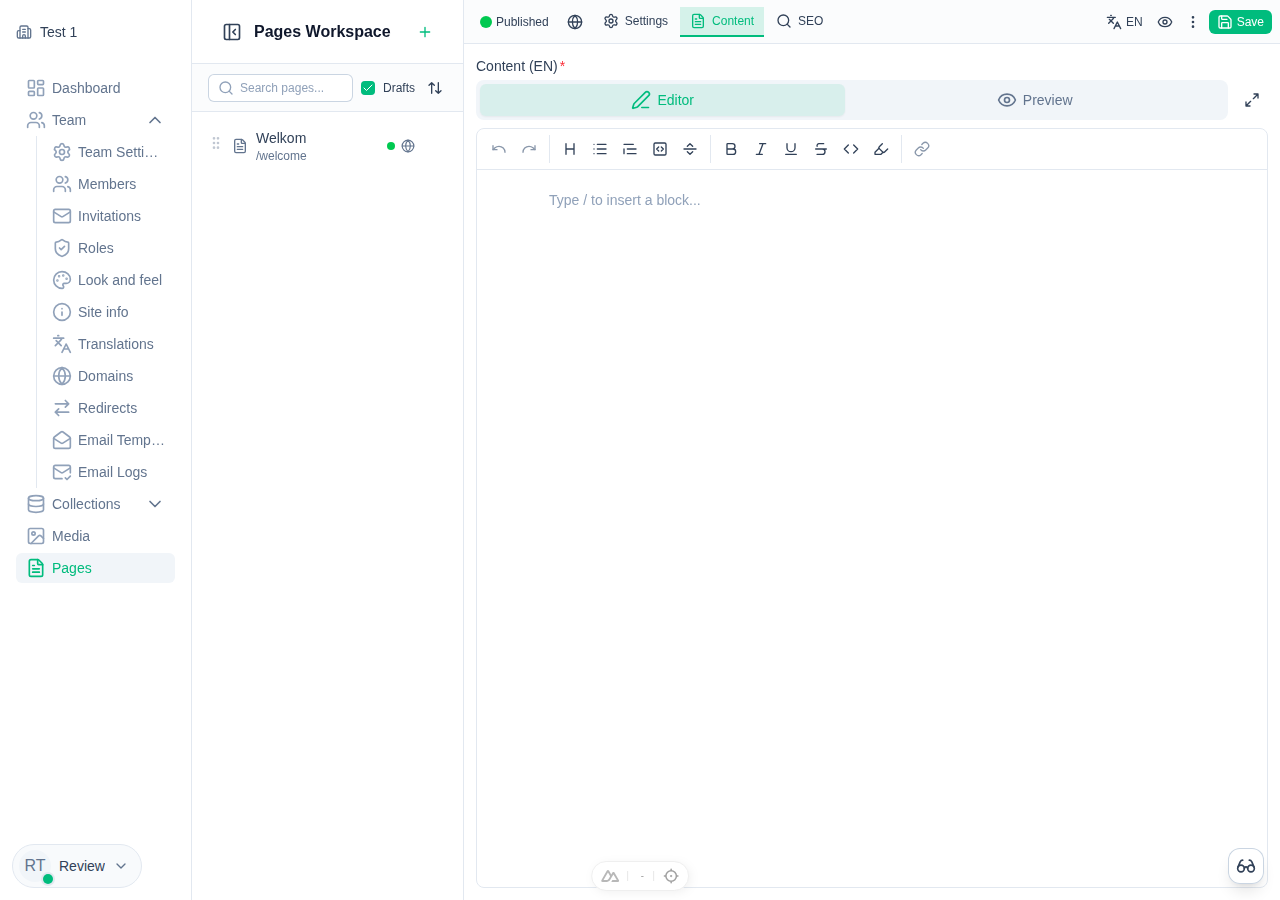 Test 1
Dashboard
Team
Team Setti…
Members
Invitations
Roles
Look and feel
Site info
Translations
Domains
Redirects
Email Temp…
Email Logs
Collections
Media
Pages
RT Review
Pages Workspace
Search pages...
Drafts
Welkom
/welcome
Published
Settings
Content
SEO
EN
Save
Content (EN)*
Editor
Preview
Type / to insert a block...
-